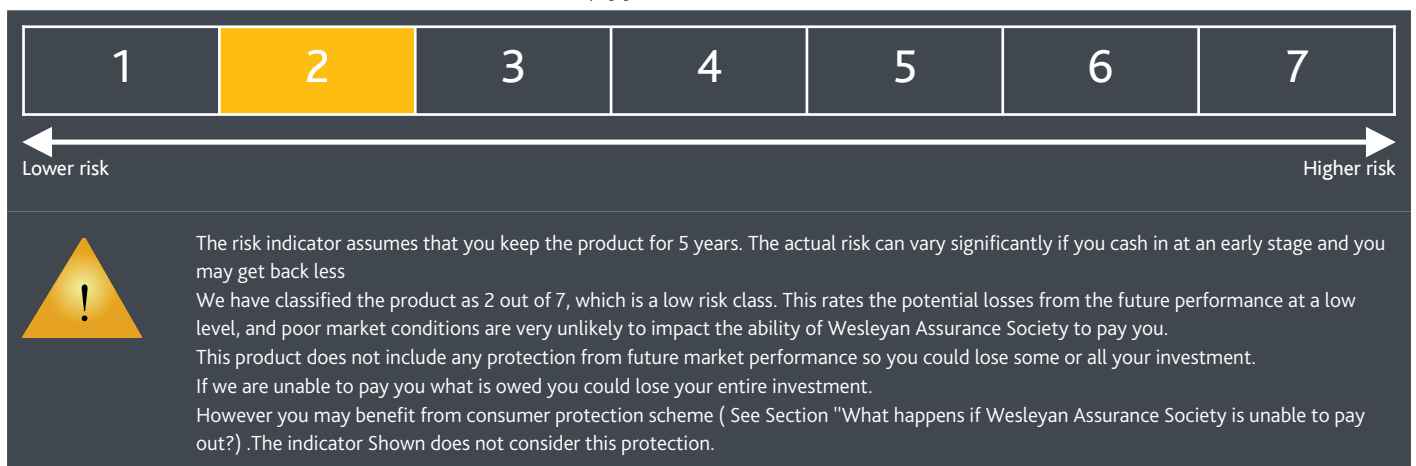 1 2 3 4 5 6 7
Lower risk Higher risk
!
The risk indicator assumes that you keep the product for 5 years. The actual risk can vary significantly if you cash in at an early stage and you
may get back less
We have classified the product as 2 out of 7, which is a low risk class. This rates the potential losses from the future performance at a low
level, and poor market conditions are very unlikely to impact the ability of Wesleyan Assurance Society to pay you.
This product does not include any protection from future market performance so you could lose some or all your investment.
If we are unable to pay you what is owed you could lose your entire investment.
However you may benefit from consumer protection scheme ( See Section "What happens if Wesleyan Assurance Society is unable to pay
out?) .The indicator Shown does not consider this protection.